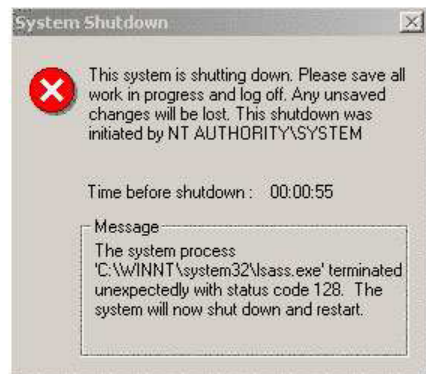 System Shutdown
This system is shutting down. Please save all
work in progress and log off. Any unsaved
changes will be lost. This shutdown was
initiated by NT AUTHORITY\SYSTEM
Time before shutdown : 00:00:55
Message
The system process
'C:\WINNT\system32\lsass.exe' terminated
unexpectedly with status code 128. The
system will now shut down and restart.